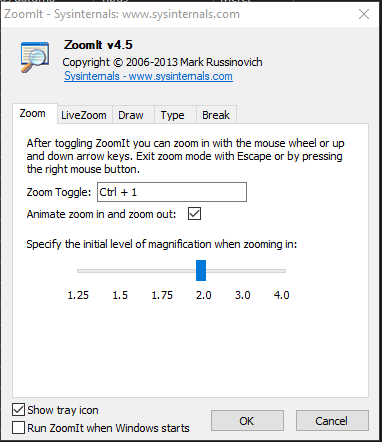 ZoomIt - Sysinternals: www.sysinternals.com
ZoomIt v4.5
Copyright © 2006-2013 Mark Russinovich
Sysinternals - www.sysinternals.com
Zoom LiveZoom Draw Type Break
After toggling ZoomIt you can zoom in with the mouse wheel or up
and down arrow keys. Exit zoom mode with Escape or by pressing
the right mouse button.
Zoom Toggle: Ctrl + 1
Animate zoom in and zoom out:
Specify the initial level of magnification when zooming in:
1.25 1.5 1.75 2.0 3.0 4.0
Show tray icon
Run ZoomIt when Windows starts
OK Cancel